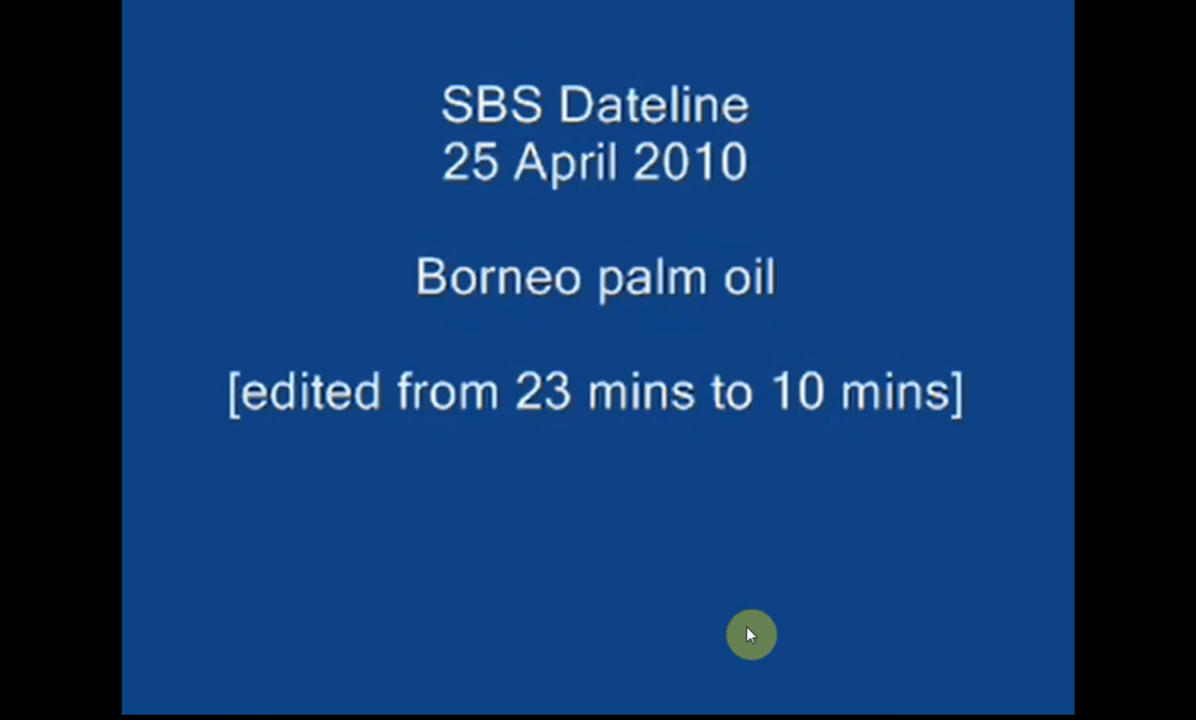 SBS Dateline
25 April 2010
Borneo palm oil
[edited from 23 mins to 10 mins]